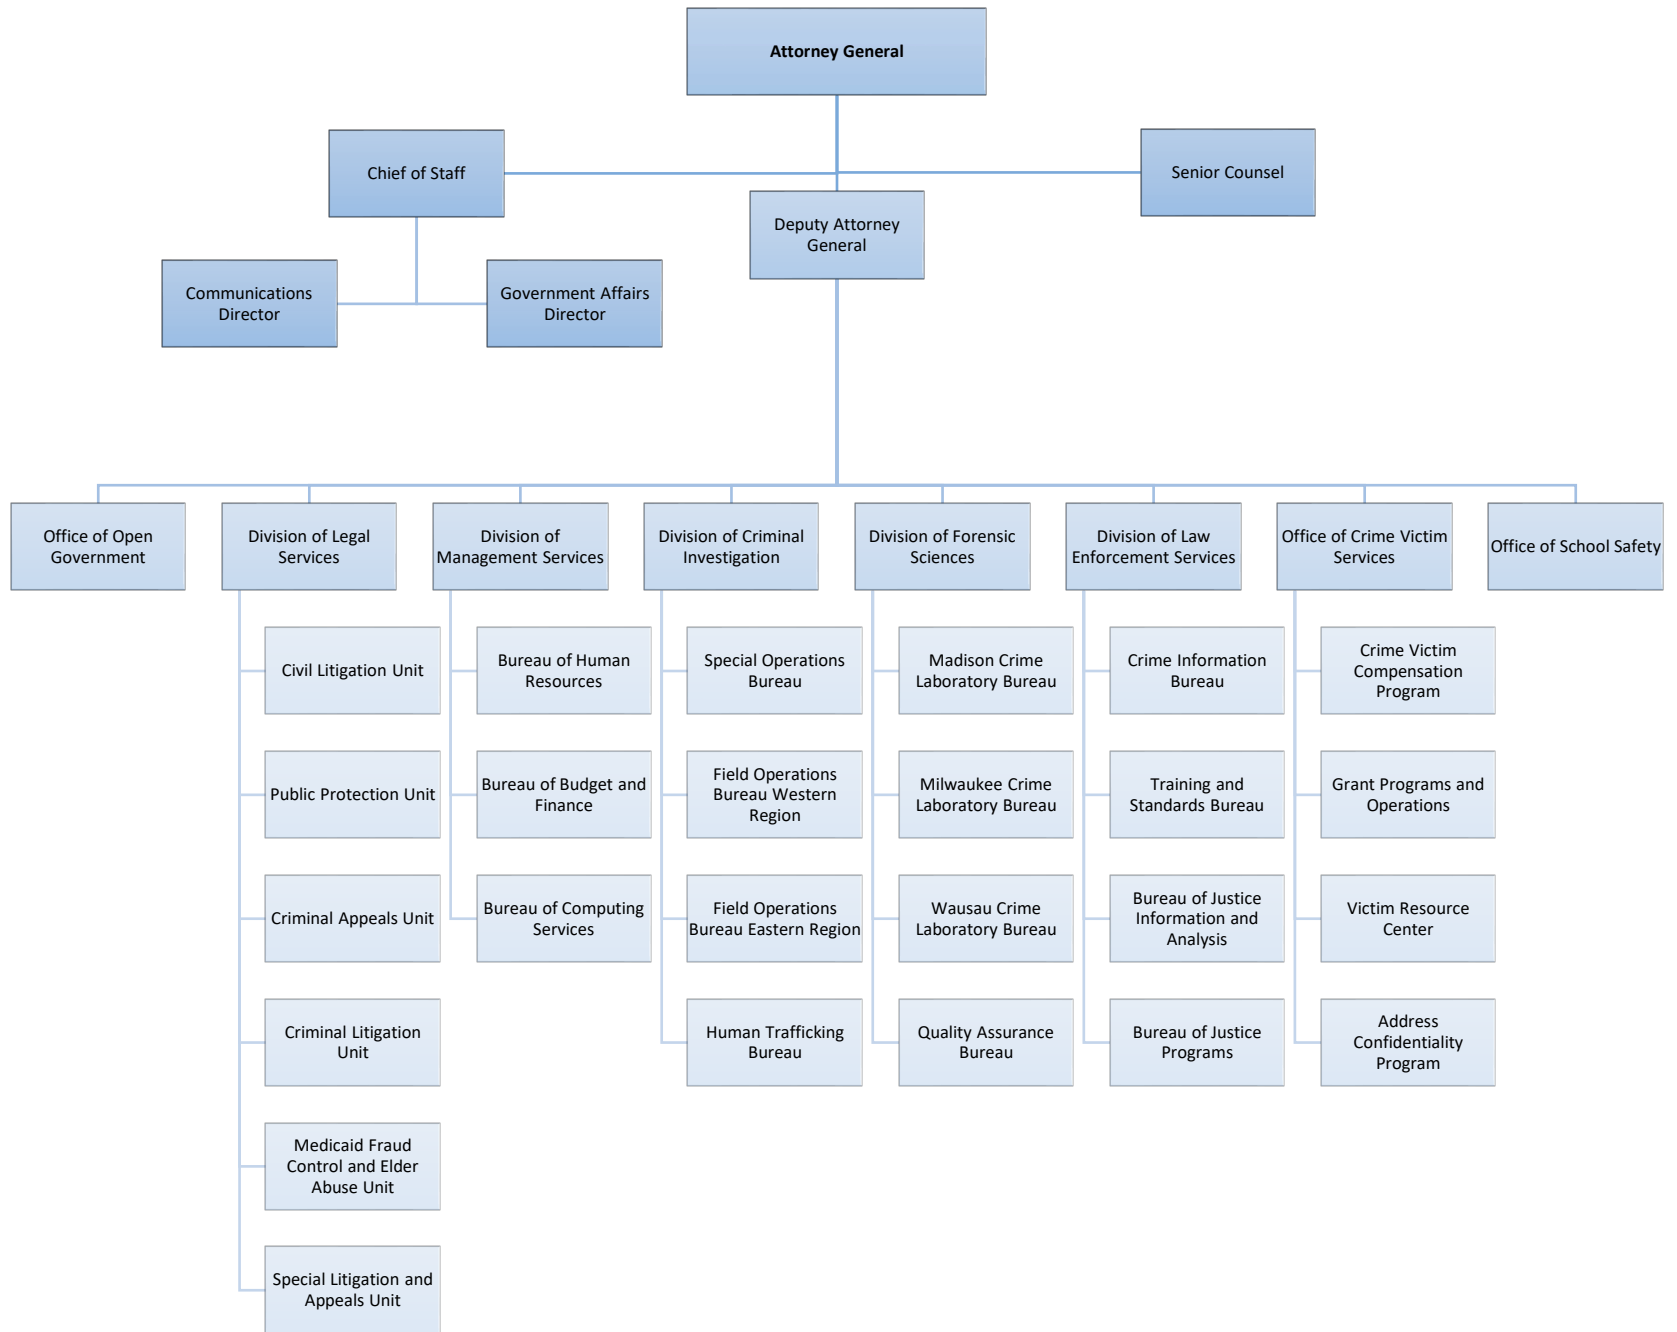 Attorney General
Chief of Staff
Senior Counsel
Deputy Attorney
General
Communications
Director
Government Affairs
Director
Office of Open
Government
Division of Legal
Services
Division of
Management Services
Division of Criminal
Investigation
Division of Forensic
Sciences
Division of Law
Enforcement Services
Office of Crime Victim
Services
Office of School Safety
Civil Litigation Unit
Public Protection Unit
Criminal Appeals Unit
Criminal Litigation
Unit
Medicaid Fraud
Control and Elder
Abuse Unit
Special Litigation and
Appeals Unit
Bureau of Human
Resources
Bureau of Budget and
Finance
Bureau of Computing
Services
Special Operations
Bureau
Field Operations
Bureau Western
Region
Field Operations
Bureau Eastern Region
Human Trafficking
Bureau
Madison Crime
Laboratory Bureau
Milwaukee Crime
Laboratory Bureau
Wausau Crime
Laboratory Bureau
Quality Assurance
Bureau
Crime Information
Bureau
Training and
Standards Bureau
Bureau of Justice
Information and
Analysis
Bureau of Justice
Programs
Crime Victim
Compensation
Program
Grant Programs and
Operations
Victim Resource
Center
Address
Confidentiality
Program